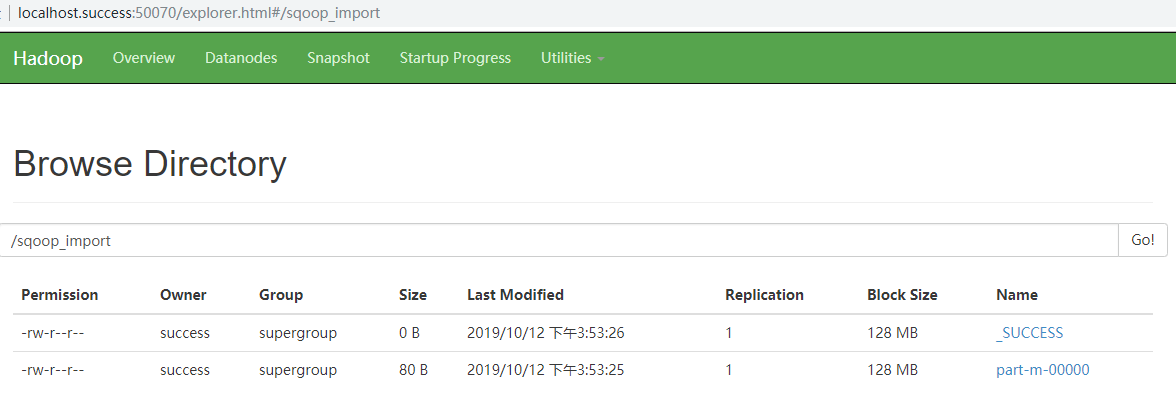 localhost.success:50070/explorer.html#/sqoop_import
Hadoop Overview Datanodes Snapshot Startup Progress Utilities
Browse Directory
/sqoop_import Go!
Permission Owner Group Size Last Modified Replication Block Size Name
-rw-r--r-- success supergroup 0 B 2019/10/12 下午3:53:26 1 128 MB _SUCCESS
-rw-r--r-- success supergroup 80 B 2019/10/12 下午3:53:25 1 128 MB part-m-00000